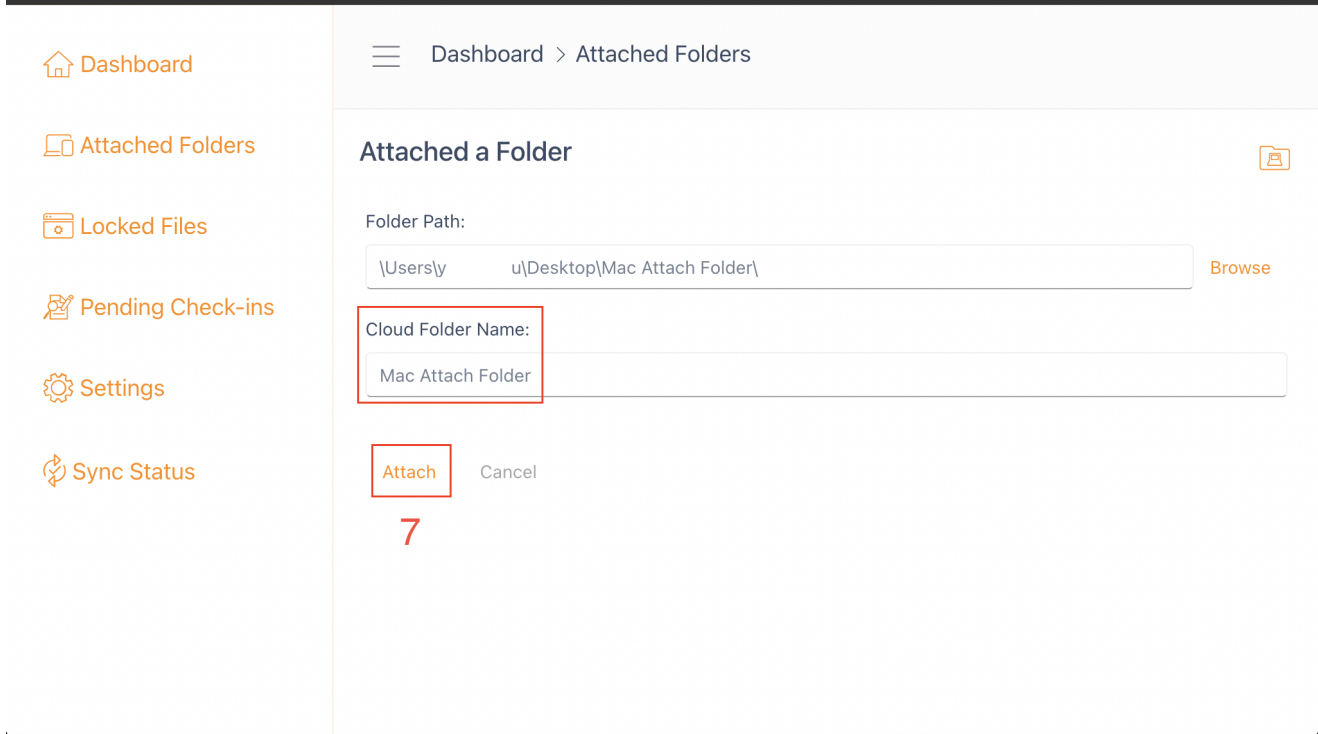 Dashboard
Attached Folders
Locked Files
Pending Check-ins
Settings
Sync Status
Dashboard > Attached Folders
Attached a Folder
Folder Path:
\Users\y u\Desktop\Mac Attach Folder\
Browse
Cloud Folder Name:
Mac Attach Folder
Attach Cancel
7